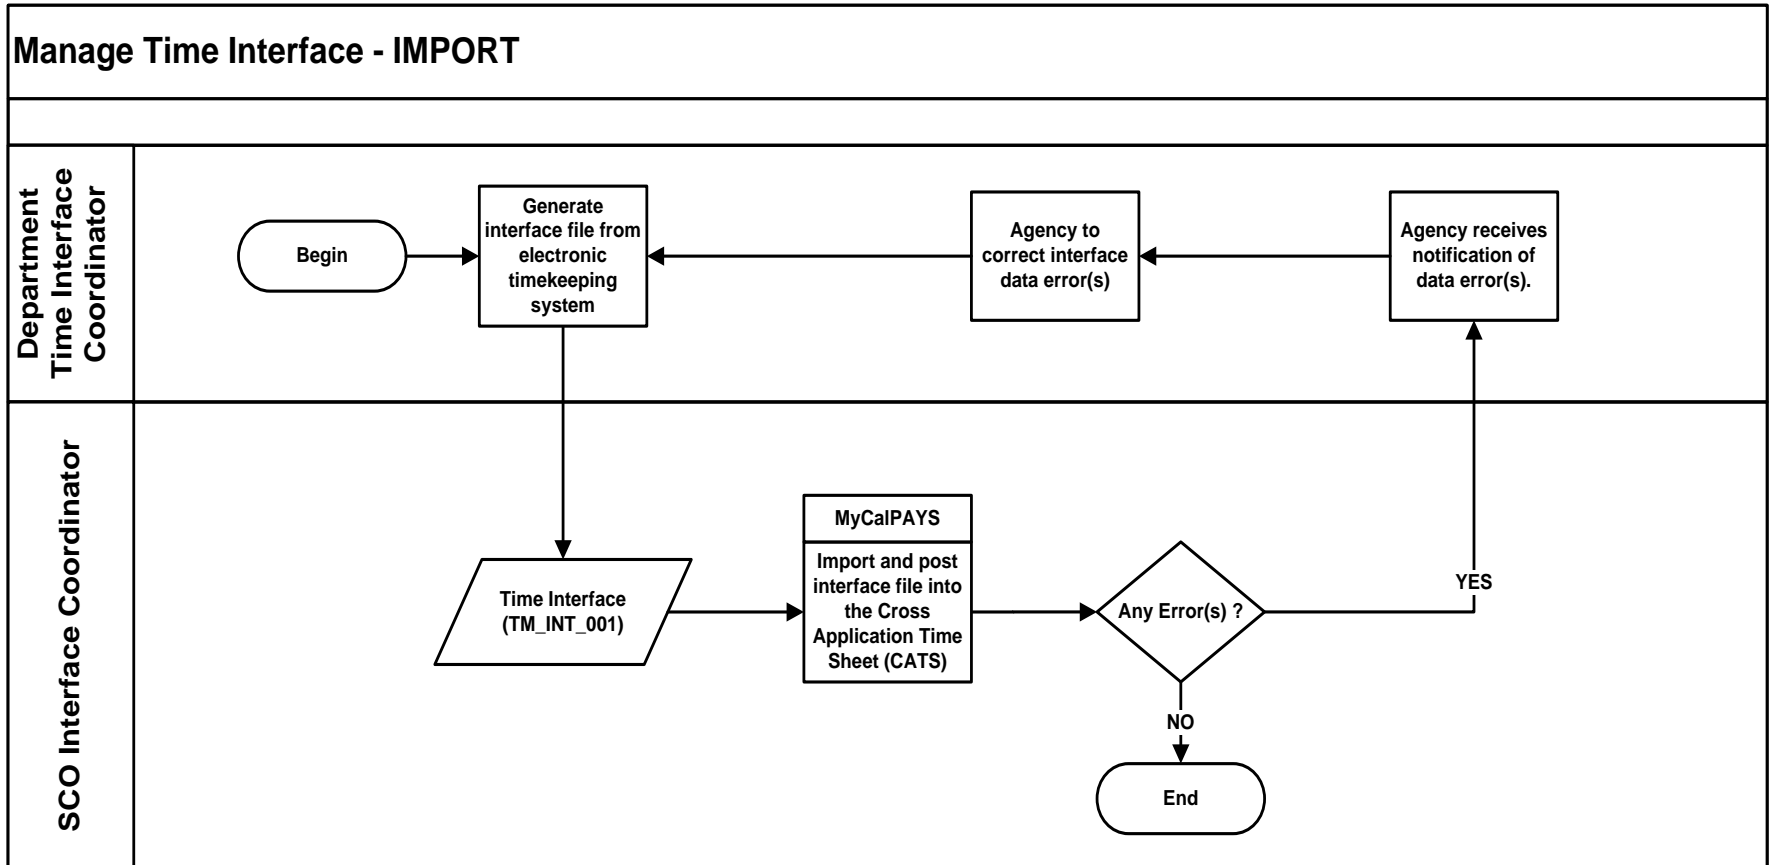 Manage Time Interface - IMPORT
Department
Time Interface
Coordinator
Begin
Generate
interface file from
electronic
timekeeping
system
Agency to
correct interface
data error(s)
Agency receives
notification of
data error(s).
SCO Interface Coordinator
Time Interface
(TM_INT_001)
MyCalPAYS
Import and post
interface file into
the Cross
Application Time
Sheet (CATS)
Any Error(s) ?
YES
NO
End